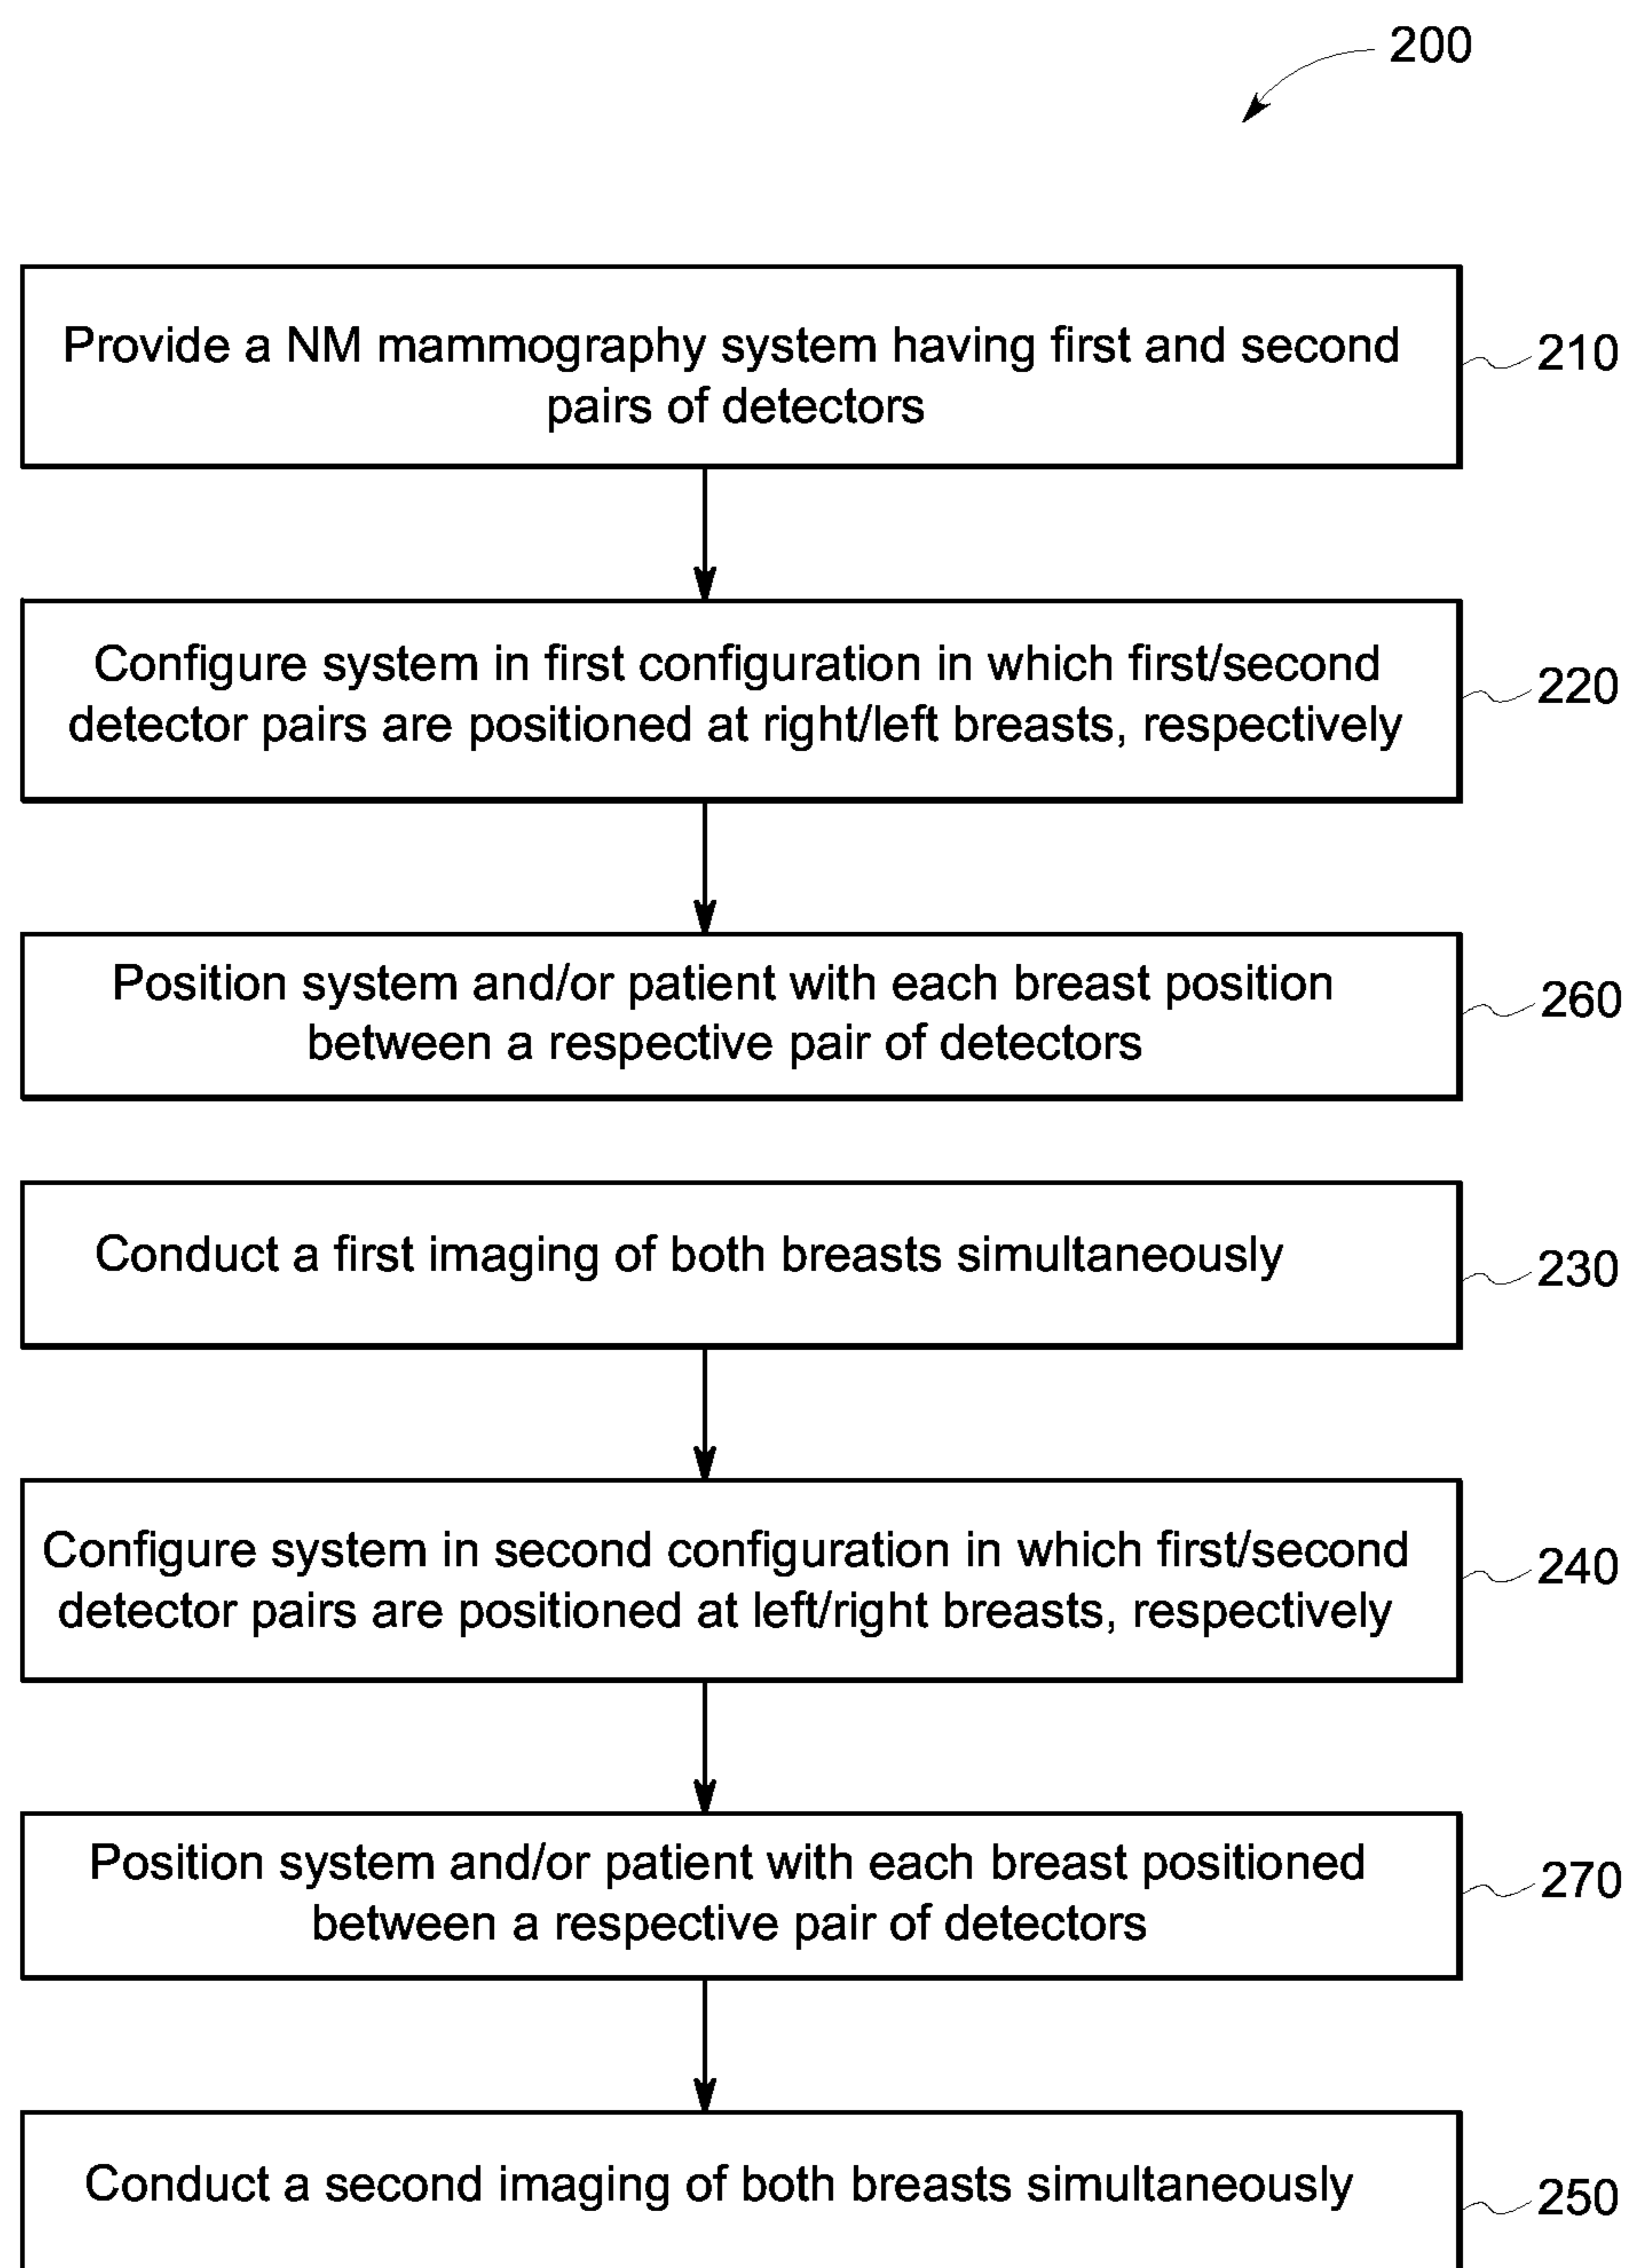 200
Provide a NM mammography system having first and second
pairs of detectors
210
Configure system in first configuration in which first/second
detector pairs are positioned at right/left breasts, respectively
220
Position system and/or patient with each breast position
between a respective pair of detectors
260
Conduct a first imaging of both breasts simultaneously
230
Configure system in second configuration in which first/second
detector pairs are positioned at left/right breasts, respectively
240
Position system and/or patient with each breast positioned
between a respective pair of detectors
270
Conduct a second imaging of both breasts simultaneously
250